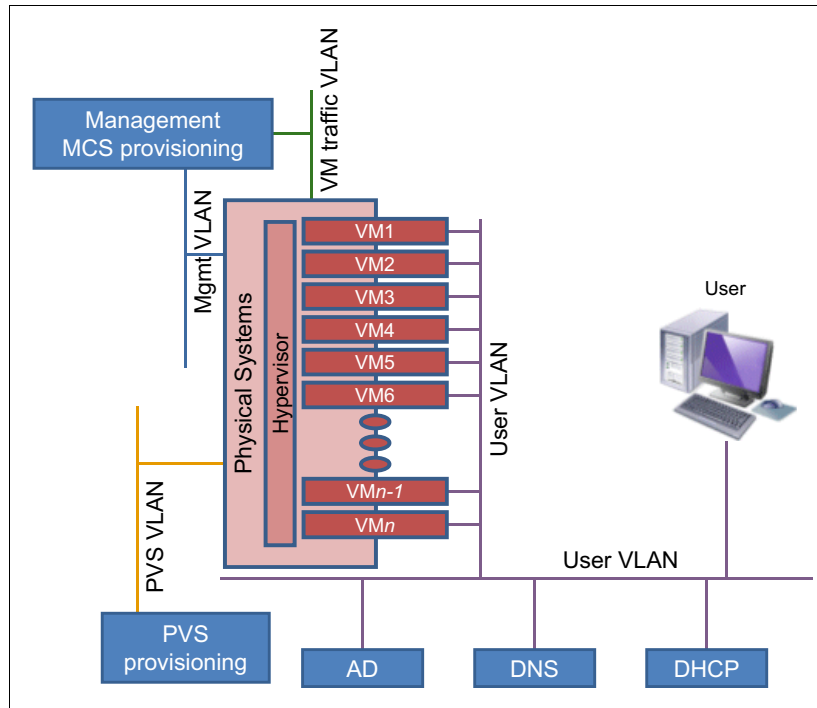 VM traffic VLAN
Management
MCS provisioning
Mgmt VLAN
Physical Systems
Hypervisor
VM1
VM2
VM3
VM4
VM5
VM6
VMn-1
VMn
User VLAN
User
User VLAN
PVS VLAN
PVS
provisioning
AD
DNS
DHCP